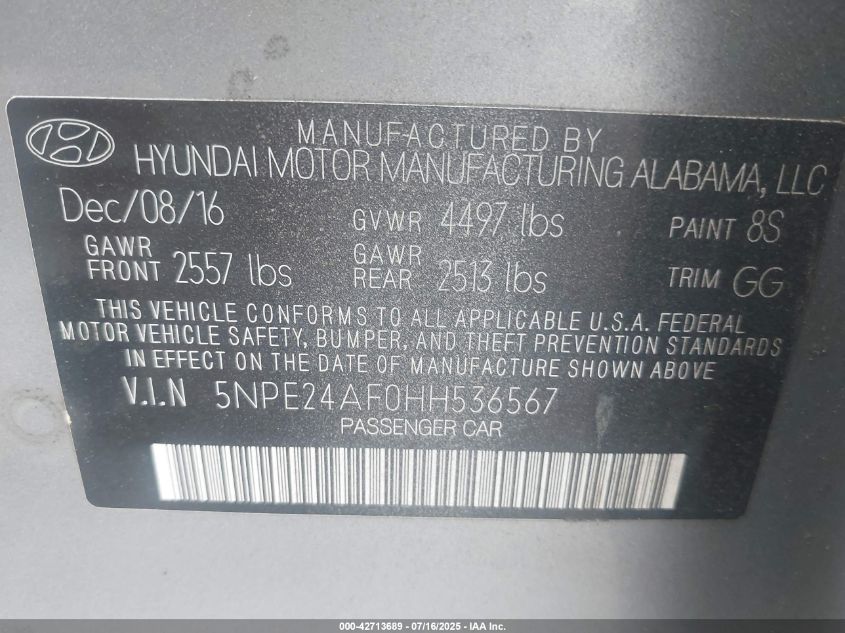 MANUFACTURED BY
HYUNDAI MOTOR MANUFACTURING ALABAMA, LLC
Dec/08/16 GVWR 4497 lbs PAINT 8S
GAWR FRONT 2557 lbs GAWR REAR 2513 lbs TRIM GG
THIS VEHICLE CONFORMS TO ALL APPLICABLE U.S.A. FEDERAL
MOTOR VEHICLE SAFETY, BUMPER, AND THEFT PREVENTION STANDARDS
IN EFFECT ON THE DATE OF MANUFACTURE SHOWN ABOVE
V.I.N 5NPE24AF0HH536567
PASSENGER CAR
000-42713689 - 07/16/2025 - IAA Inc.